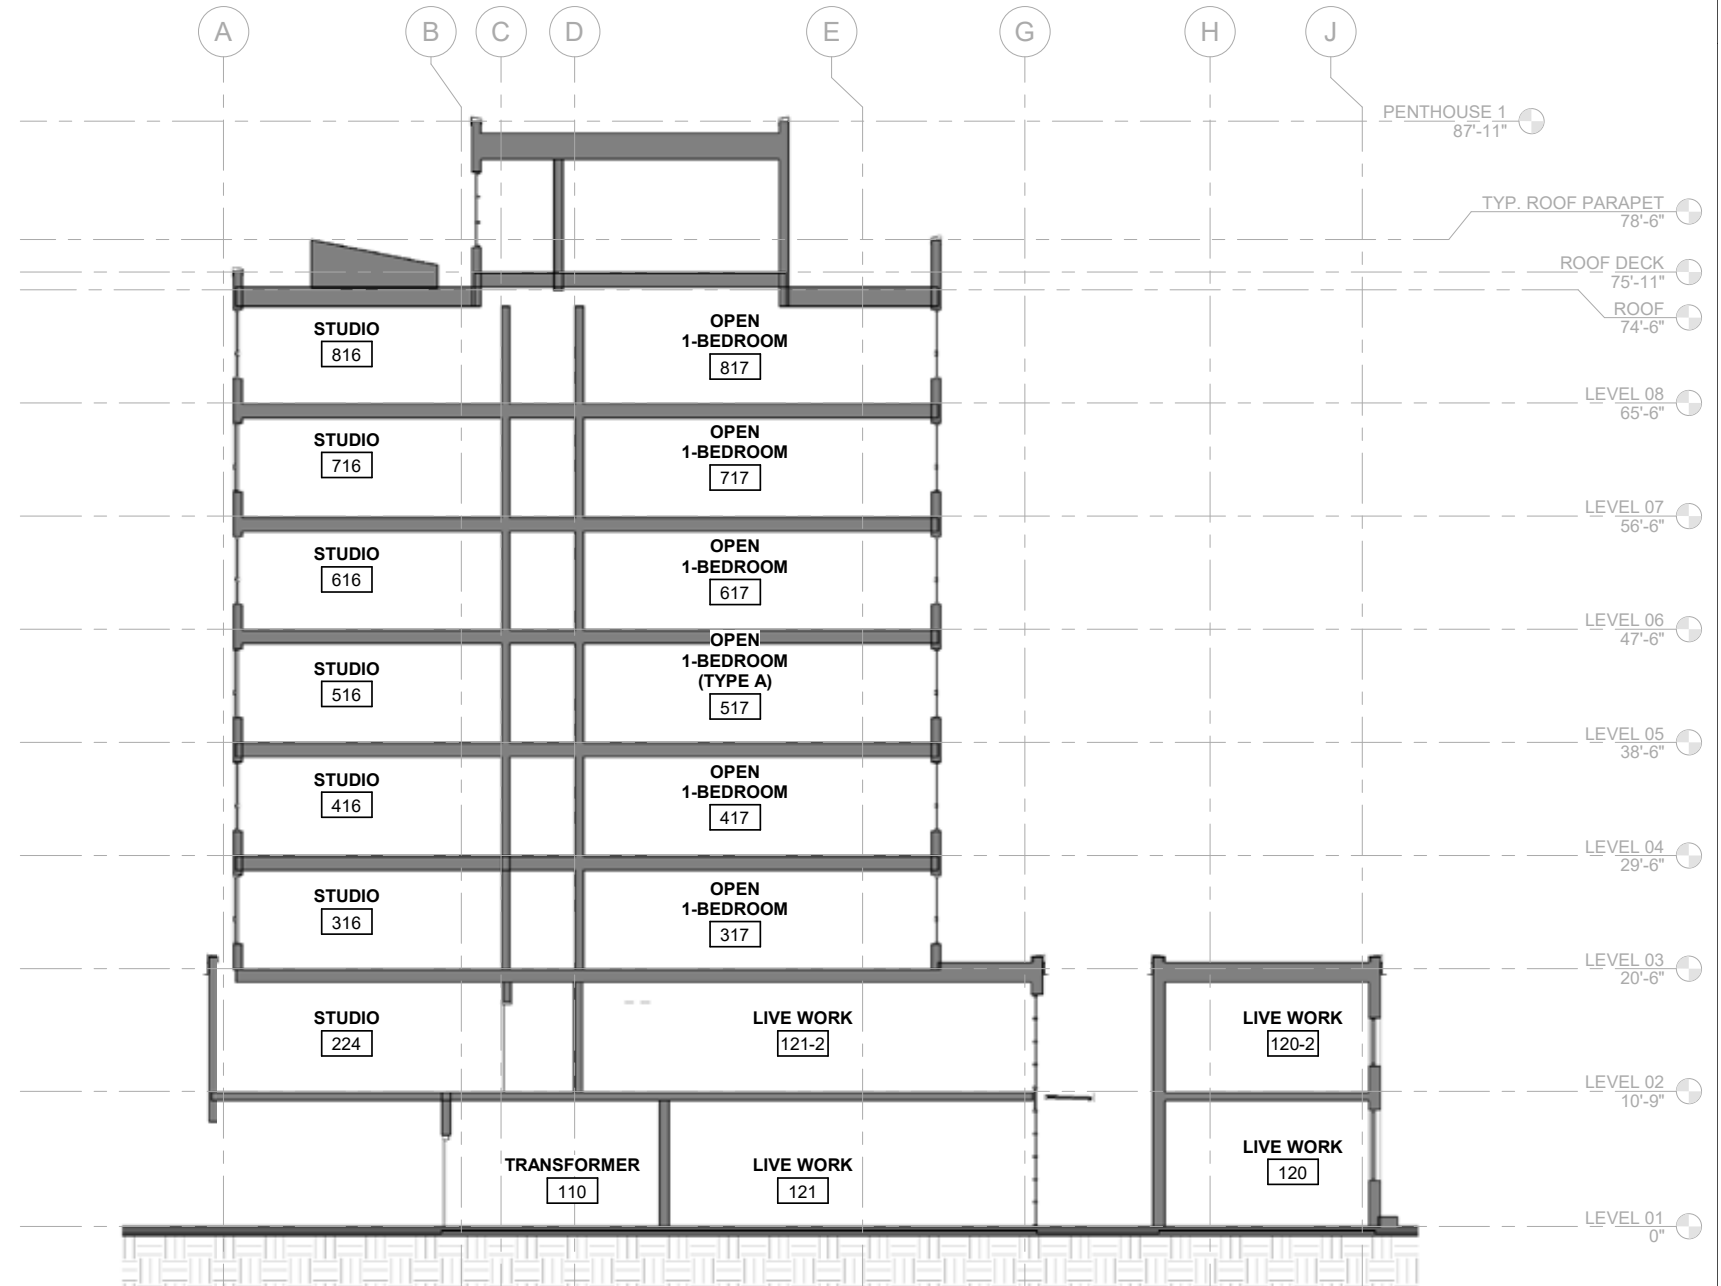 A
B
C
D
E
G
H
J
PENTHOUSE 1
87'-11"
TYP. ROOF PARAPET
78'-6"
ROOF DECK
75'-11"
ROOF
74'-6"
STUDIO
816
OPEN
1-BEDROOM
817
LEVEL 08
65'-6"
STUDIO
716
OPEN
1-BEDROOM
717
LEVEL 07
56'-6"
STUDIO
616
OPEN
1-BEDROOM
617
LEVEL 06
47'-6"
STUDIO
516
OPEN
1-BEDROOM
(TYPE A)
517
LEVEL 05
38'-6"
STUDIO
416
OPEN
1-BEDROOM
417
LEVEL 04
29'-6"
STUDIO
316
OPEN
1-BEDROOM
317
LEVEL 03
20'-6"
STUDIO
224
LIVE WORK
121-2
LIVE WORK
120-2
LEVEL 02
10'-9"
TRANSFORMER
110
LIVE WORK
121
LIVE WORK
120
LEVEL 01
0"